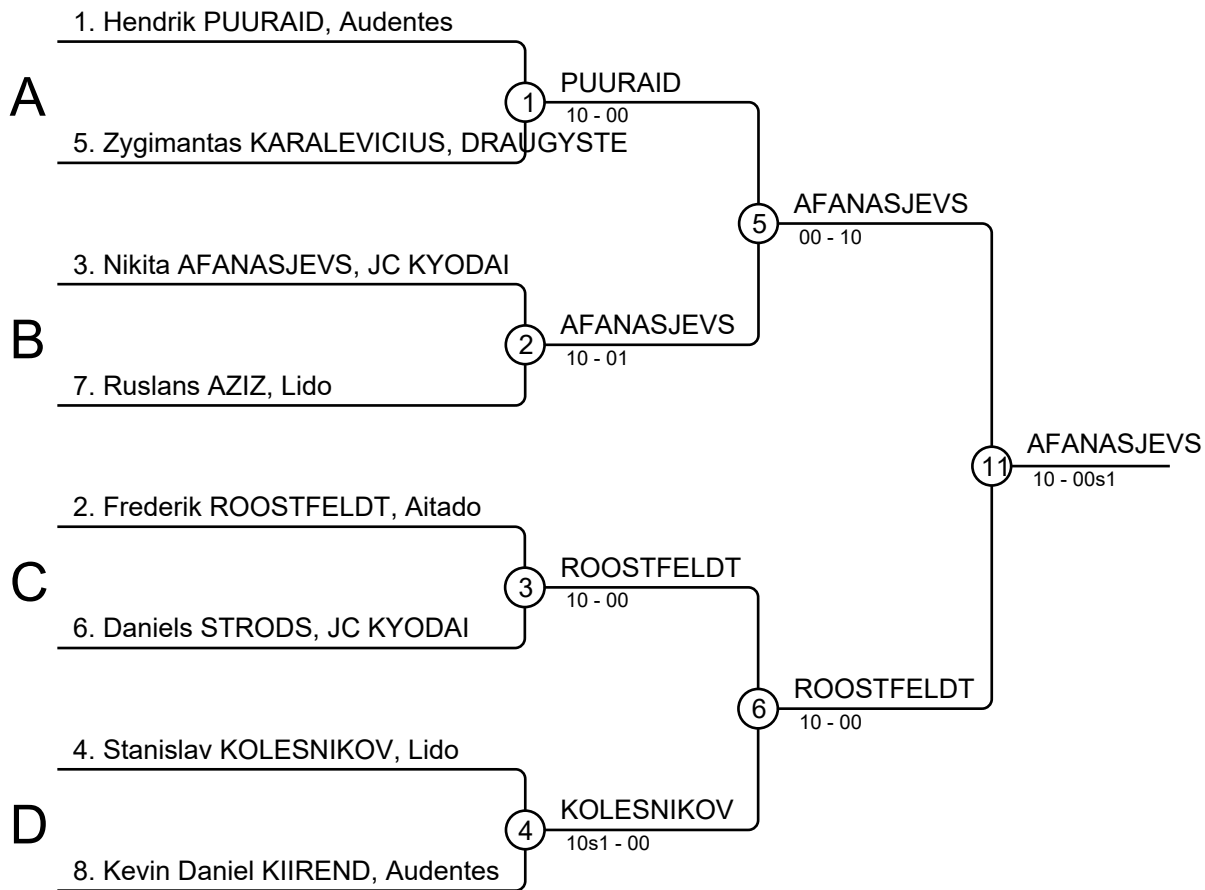 1. Hendrik PUURAID, Audentes
A
1
PUURAID
10 - 00
5. Zygimantas KARALEVICIUS, DRAUGYSTE
5
AFANASJEVS
00 - 10
3. Nikita AFANASJEVS, JC KYODAI
B
2
AFANASJEVS
10 - 01
7. Ruslans AZIZ, Lido
11
AFANASJEVS
10 - 00s1
2. Frederik ROOSTFELDT, Aitado
C
3
ROOSTFELDT
10 - 00
6. Daniels STRODS, JC KYODAI
6
ROOSTFELDT
10 - 00
4. Stanislav KOLESNIKOV, Lido
D
4
KOLESNIKOV
10s1 - 00
8. Kevin Daniel KIIREND, Audentes